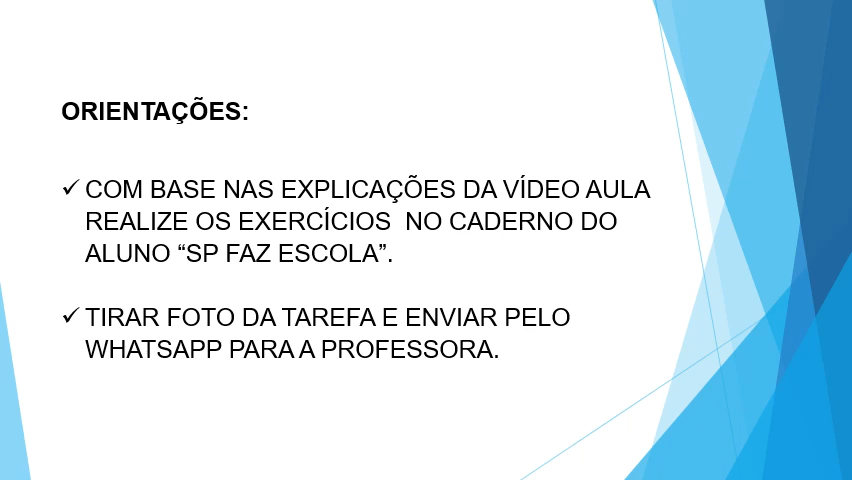 ORIENTAÇÕES:
✓ COM BASE NAS EXPLICAÇÕES DA VÍDEO AULA
REALIZE OS EXERCÍCIOS  NO CADERNO DO
ALUNO “SP FAZ ESCOLA”.
✓ TIRAR FOTO DA TAREFA E ENVIAR PELO
WHATSAPP PARA A PROFESSORA.